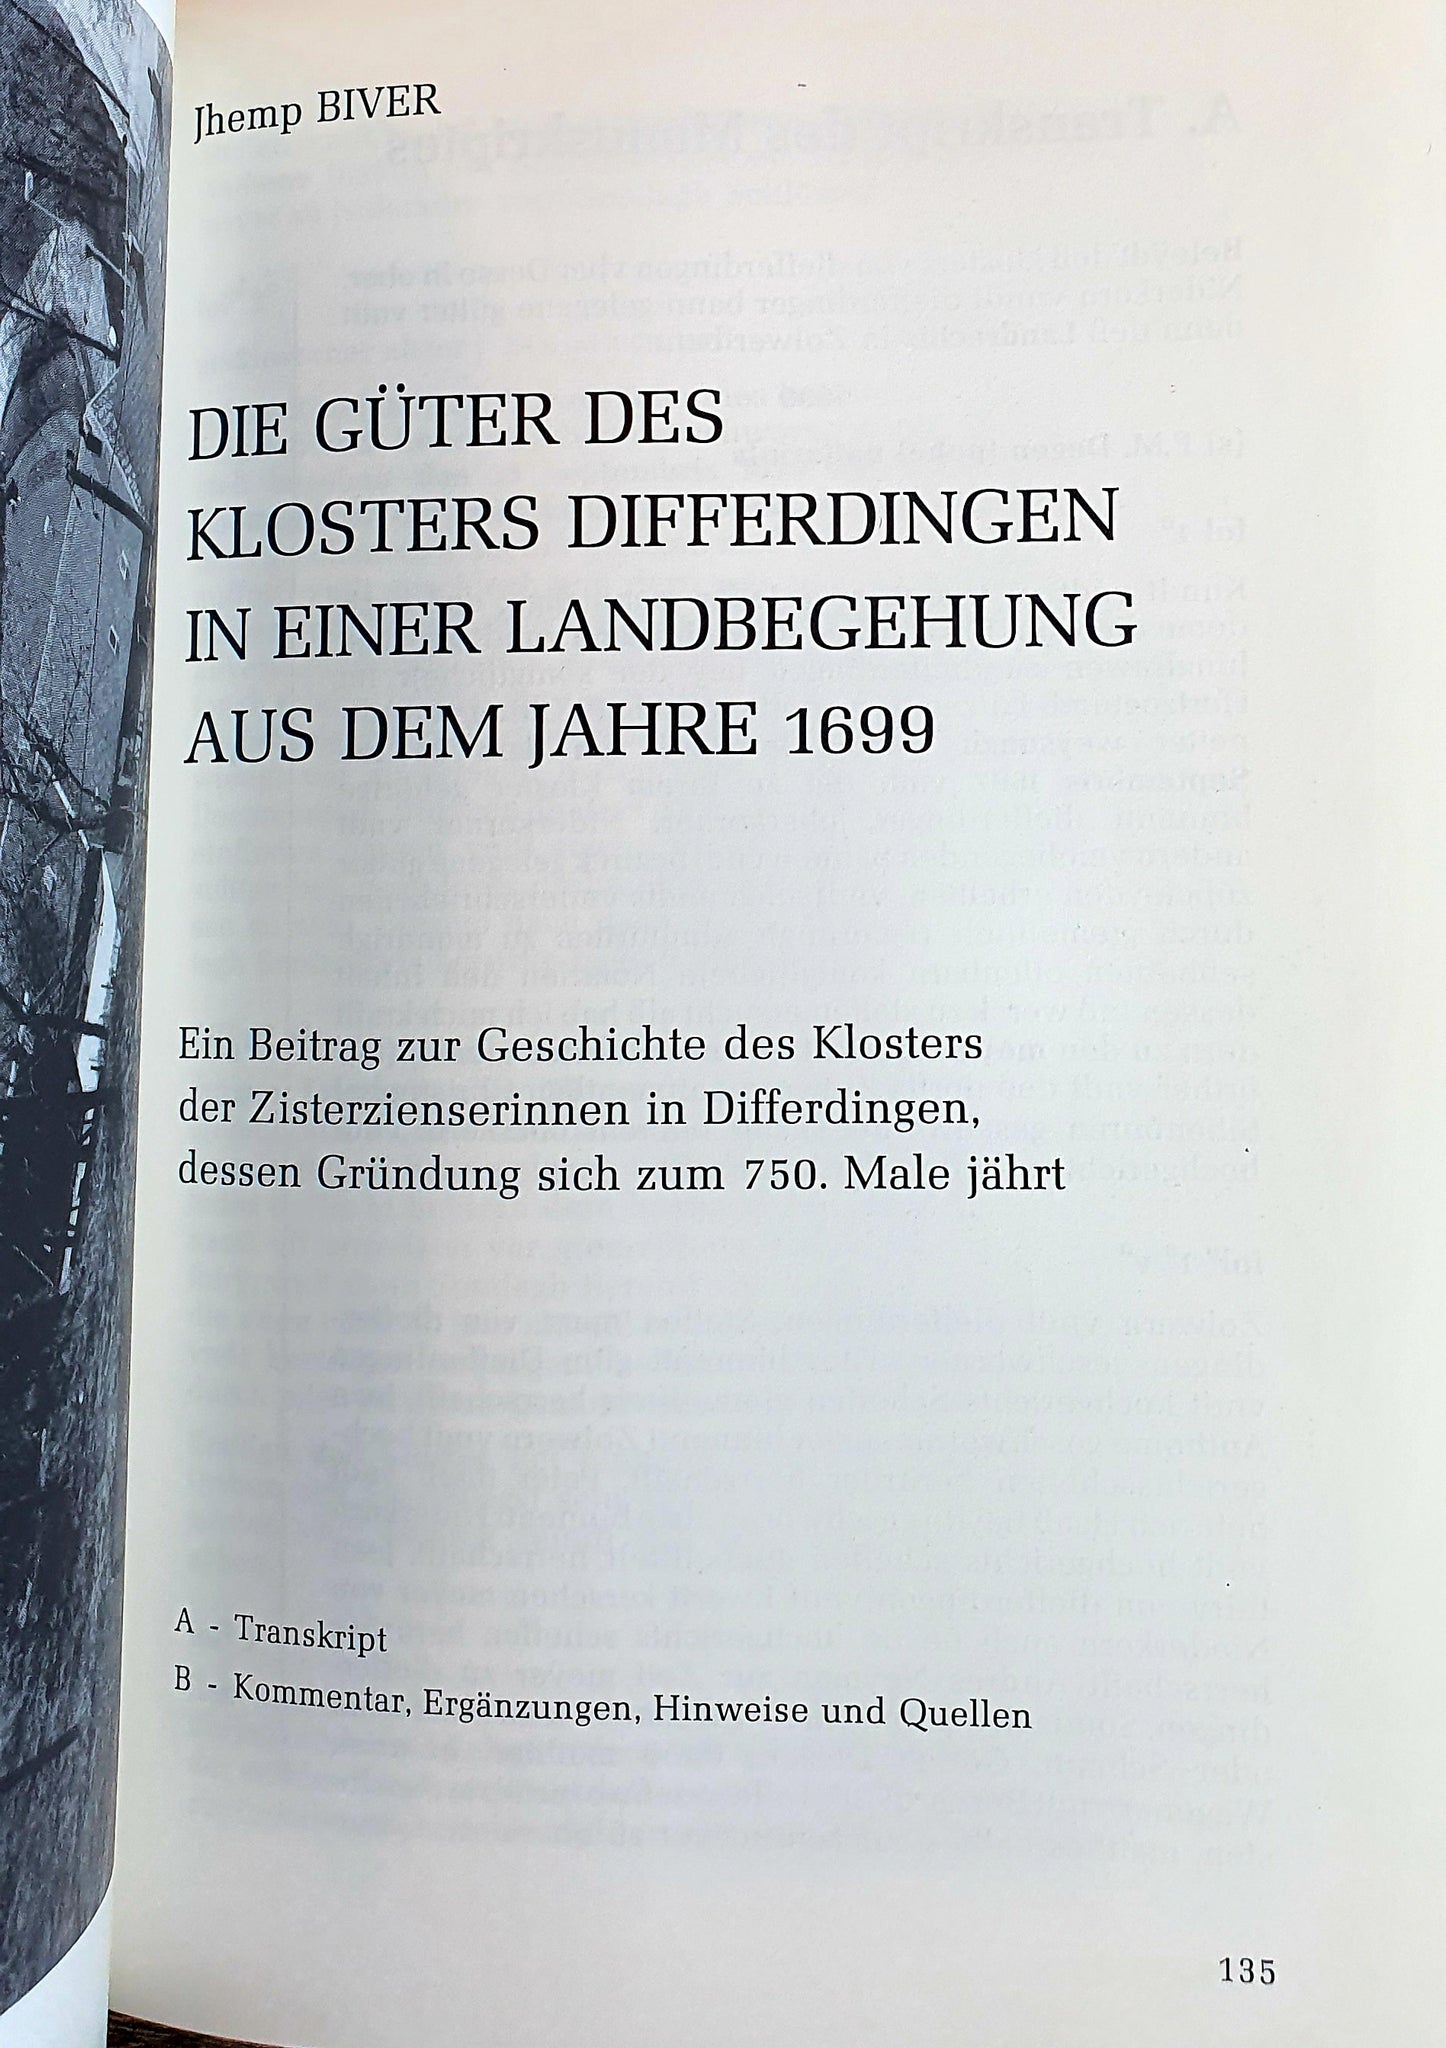 Jhemp BIVER
DIE GÜTER DES
KLOSTERS DIFFERDINGEN
IN EINER LANDBEGEHUNG
AUS DEM JAHRE 1699
Ein Beitrag zur Geschichte des Klosters
der Zisterzienserinnen in Differdingen,
dessen Gründung sich zum 750. Male jährt
A - Transkript
B - Kommentar, Ergänzungen, Hinweise und Quellen
135